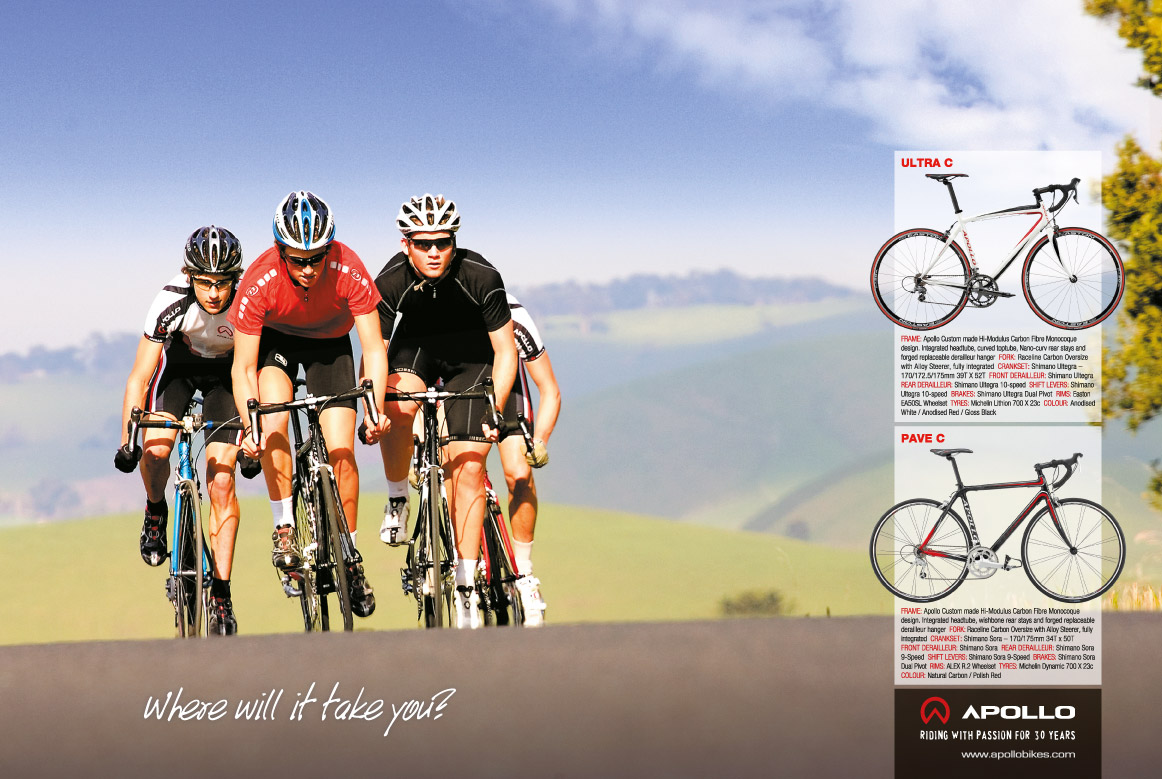 ULTRA C
FRAME: Apollo Custom made Hi-Modulus Carbon Fibre Monocoque
design. Integrated headtube, curved toptube, Nano-curv rear stays and
forged replaceable derailleur hanger FORK: Raceline Carbon Oversize
with Alloy Steerer, fully integrated CRANKSET: Shimano Ultegra –
170/172.5/175mm 39T X 52T FRONT DERAILLEUR: Shimano Ultegra
REAR DERAILLEUR: Shimano Ultegra 10-speed SHIFT LEVERS: Shimano
Ultegra 10-speed BRAKES: Shimano Ultegra Dual Pivot RIMS: Easton
EA50SL Wheelset TYRES: Michelin Lithion 700 X 23c COLOUR: Anodised
White / Anodised Red / Gloss Black
PAVE C
FRAME: Apollo Custom made Hi-Modulus Carbon Fibre Monocoque
design. Integrated headtube, wishbone rear stays and forged replaceable
derailleur hanger FORK: Raceline Carbon Oversize with Alloy Steerer, fully
integrated CRANKSET: Shimano Sora – 170/175mm 34T x 50T
FRONT DERAILLEUR: Shimano Sora REAR DERAILLEUR: Shimano Sora
9-Speed SHIFT LEVERS: Shimano Sora 9-Speed BRAKES: Shimano Sora
Dual Pivot RIMS: ALEX R.2 Wheelset TYRES: Michelin Dynamic 700 X 23c
COLOUR: Natural Carbon / Polish Red
APOLLO
Where will it take you?
APOLLO
RIDING WITH PASSION FOR 30 YEARS
www.apollobikes.com